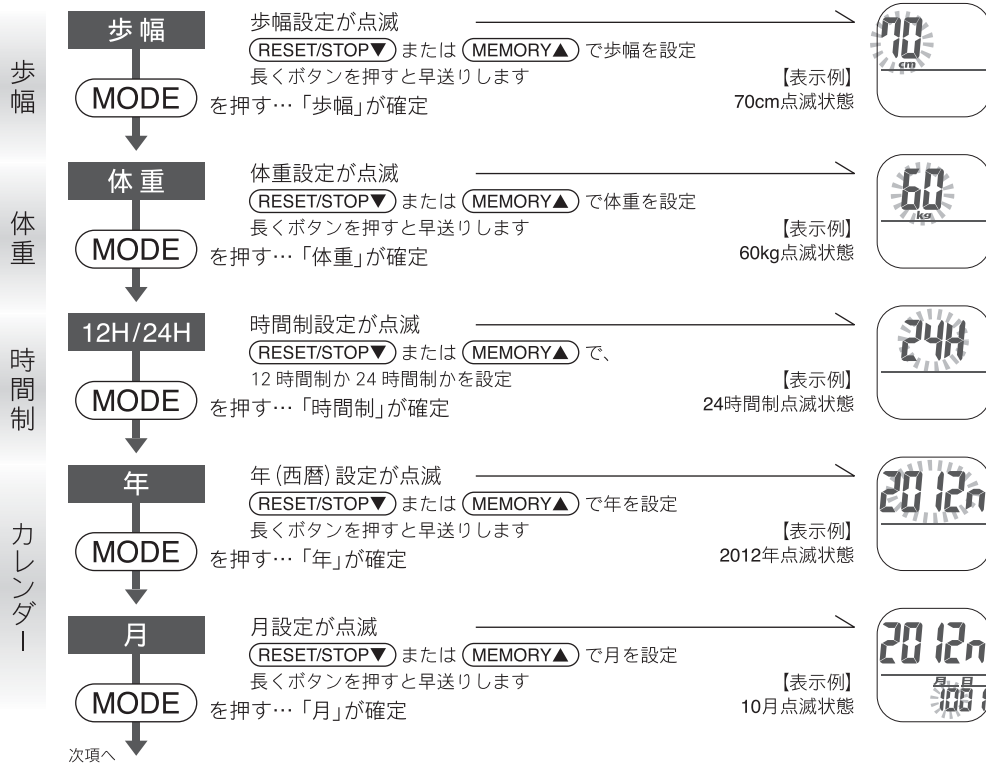 歩幅
歩幅
歩幅設定が点滅
RESET/STOP▼ または MEMORY▲ で歩幅を設定
長くボタンを押すと早送りします
MODE を押す…「歩幅」が確定
【表示例】
70cm点滅状態
70
cm
体重
体重
体重設定が点滅
RESET/STOP▼ または MEMORY▲ で体重を設定
長くボタンを押すと早送りします
MODE を押す…「体重」が確定
【表示例】
60kg点滅状態
60
kg
時間制
12H/24H
時間制設定が点滅
RESET/STOP▼ または MEMORY▲ で、
12 時間制か 24 時間制かを設定
MODE を押す…「時間制」が確定
【表示例】
24時間制点滅状態
24H
カレンダー
年
年(西暦)設定が点滅
RESET/STOP▼ または MEMORY▲ で年を設定
長くボタンを押すと早送りします
MODE を押す…「年」が確定
【表示例】
2012年点滅状態
2012
月
月設定が点滅
RESET/STOP▼ または MEMORY▲ で月を設定
長くボタンを押すと早送りします
MODE を押す…「月」が確定
【表示例】
10月点滅状態
2012
月 日
10
次項へ